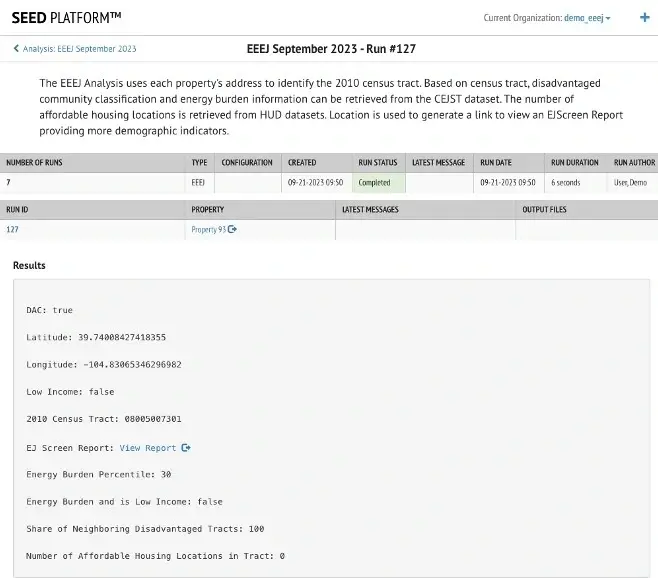 SEED PLATFORM™
Current Organization: demo_eeej
Analysis: EEEJ September 2023
EEEJ September 2023 - Run #127
The EEEJ Analysis uses each property's address to identify the 2010 census tract. Based on census tract, disadvantaged
community classification and energy burden information can be retrieved from the CEJST dataset. The number of
affordable housing locations is retrieved from HUD datasets. Location is used to generate a link to view an EJScreen Report
providing more demographic indicators.
NUMBER OF RUNS TYPE CONFIGURATION CREATED RUN STATUS LATEST MESSAGE RUN DATE RUN DURATION RUN AUTHOR
7 EEEJ 09-21-2023 09:50 Completed 09-21-2023 09:50 6 seconds User, Demo
RUN ID PROPERTY LATEST MESSAGES OUTPUT FILES
127 Property 93
Results
DAC: true
Latitude: 39.74008427418355
Longitude: -104.83065346296982
Low Income: false
2010 Census Tract: 08005007301
EJ Screen Report: View Report
Energy Burden Percentile: 30
Energy Burden and is Low Income: false
Share of Neighboring Disadvantaged Tracts: 100
Number of Affordable Housing Locations in Tract: 0